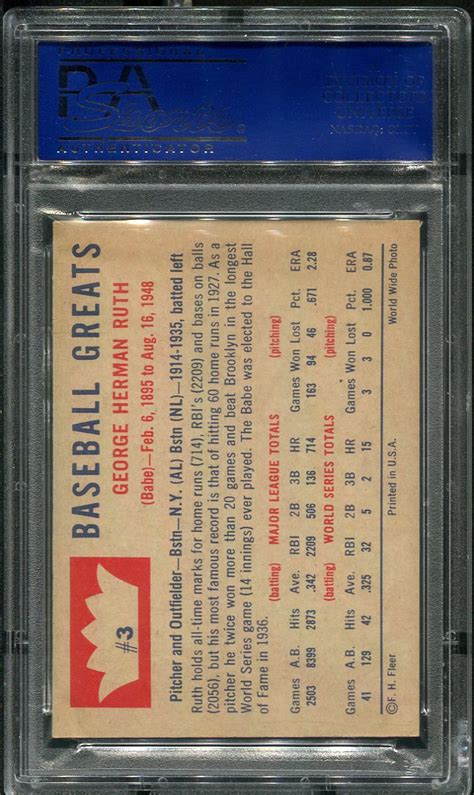 PROFESSIONAL
PSA
Sports
AUTHENTICATOR
A
DIVISION OF
COLLECTORS
UNIVERSE
NASDAQ: CLCT
#3
BASEBALL GREATS
GEORGE HERMAN RUTH
(Babe)—Feb. 6, 1895 to Aug. 16, 1948
Pitcher and Outfielder—Bstn—N.Y. (AL) Bstn (NL)—1914-1935, batted left
Ruth holds all-time marks for home runs (714), RBI's (2209) and bases on balls
(2056), but his most famous record is that of hitting 60 home runs in 1927. As a
pitcher he twice won more than 20 games and beat Brooklyn in the longest
World Series game (14 innings) ever played. The Babe was elected to the Hall
of Fame in 1936.
(batting) MAJOR LEAGUE TOTALS (pitching)
Games A.B. Hits Ave. RBI 2B 3B HR Games Won Lost Pct. ERA
2503 8399 2873 .342 2209 506 136 714 163 94 46 .671 2.28
(batting) WORLD SERIES TOTALS (pitching)
Games A.B. Hits Ave. RBI 2B 3B HR Games Won Lost Pct. ERA
41 129 42 .325 32 5 2 15 3 3 0 1.000 0.87
©F. H. Fleer Printed in U.S.A. World Wide Photo